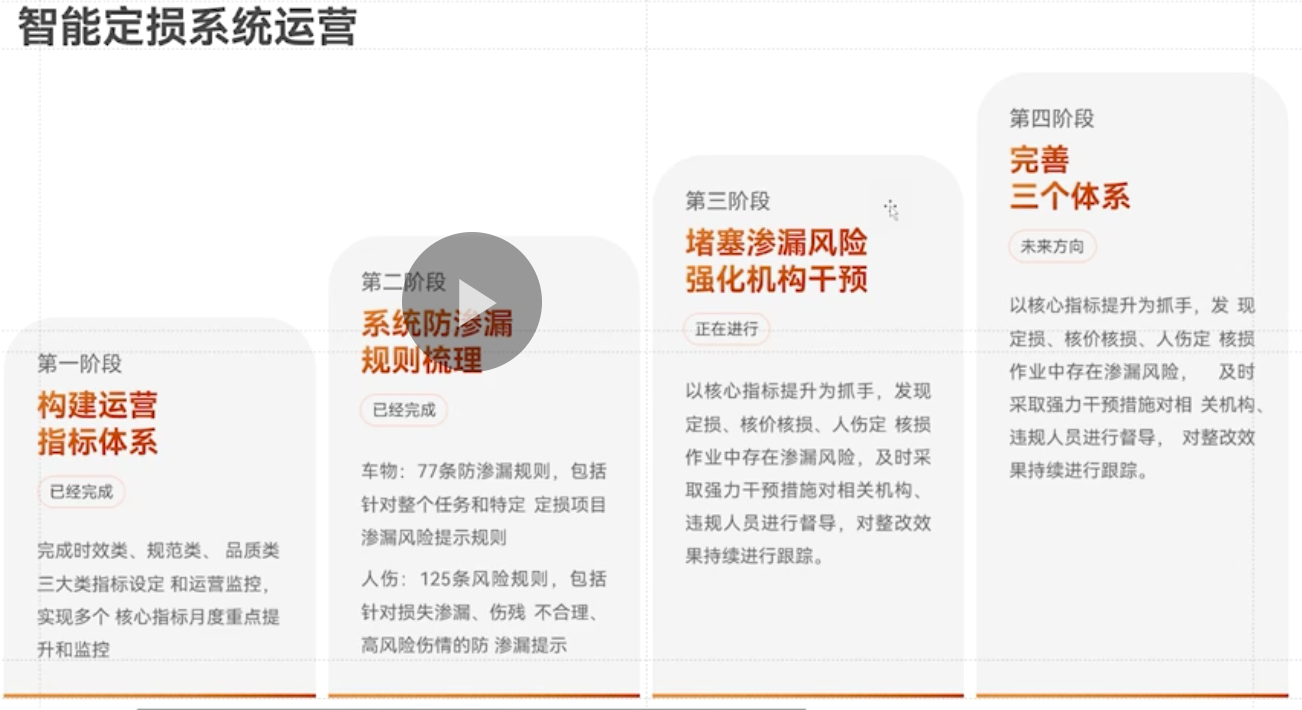 智能定损系统运营
第一阶段
构建运营
指标体系
已经完成
完成时效类、规范类、 品质类
三大类指标设定 和运营监控，
实现多个 核心指标月度重点提
升和监控
第二阶段
系统防渗漏
规则梳理
已经完成
车物：77条防渗漏规则，包括
针对整个任务和特定 定损项目
渗漏风险提示规则
人伤：125条风险规则，包括
针对损失渗漏、伤残 不合理、
高风险伤情的防 渗漏提示
第三阶段
堵塞渗漏风险
强化机构干预
正在进行
以核心指标提升为抓手，发现
定损、核价核损、人伤定 核损
作业中存在渗漏风险，及时采
取强力干预措施对相关机构、
违规人员进行督导，对整改效
果持续进行跟踪。
第四阶段
完善
三个体系
未来方向
以核心指标提升为抓手，发 现
定损、核价核损、人伤定 核损
作业中存在渗漏风险， 及时
采取强力干预措施对相 关机构、
违规人员进行督导， 对整改效
果持续进行跟踪。